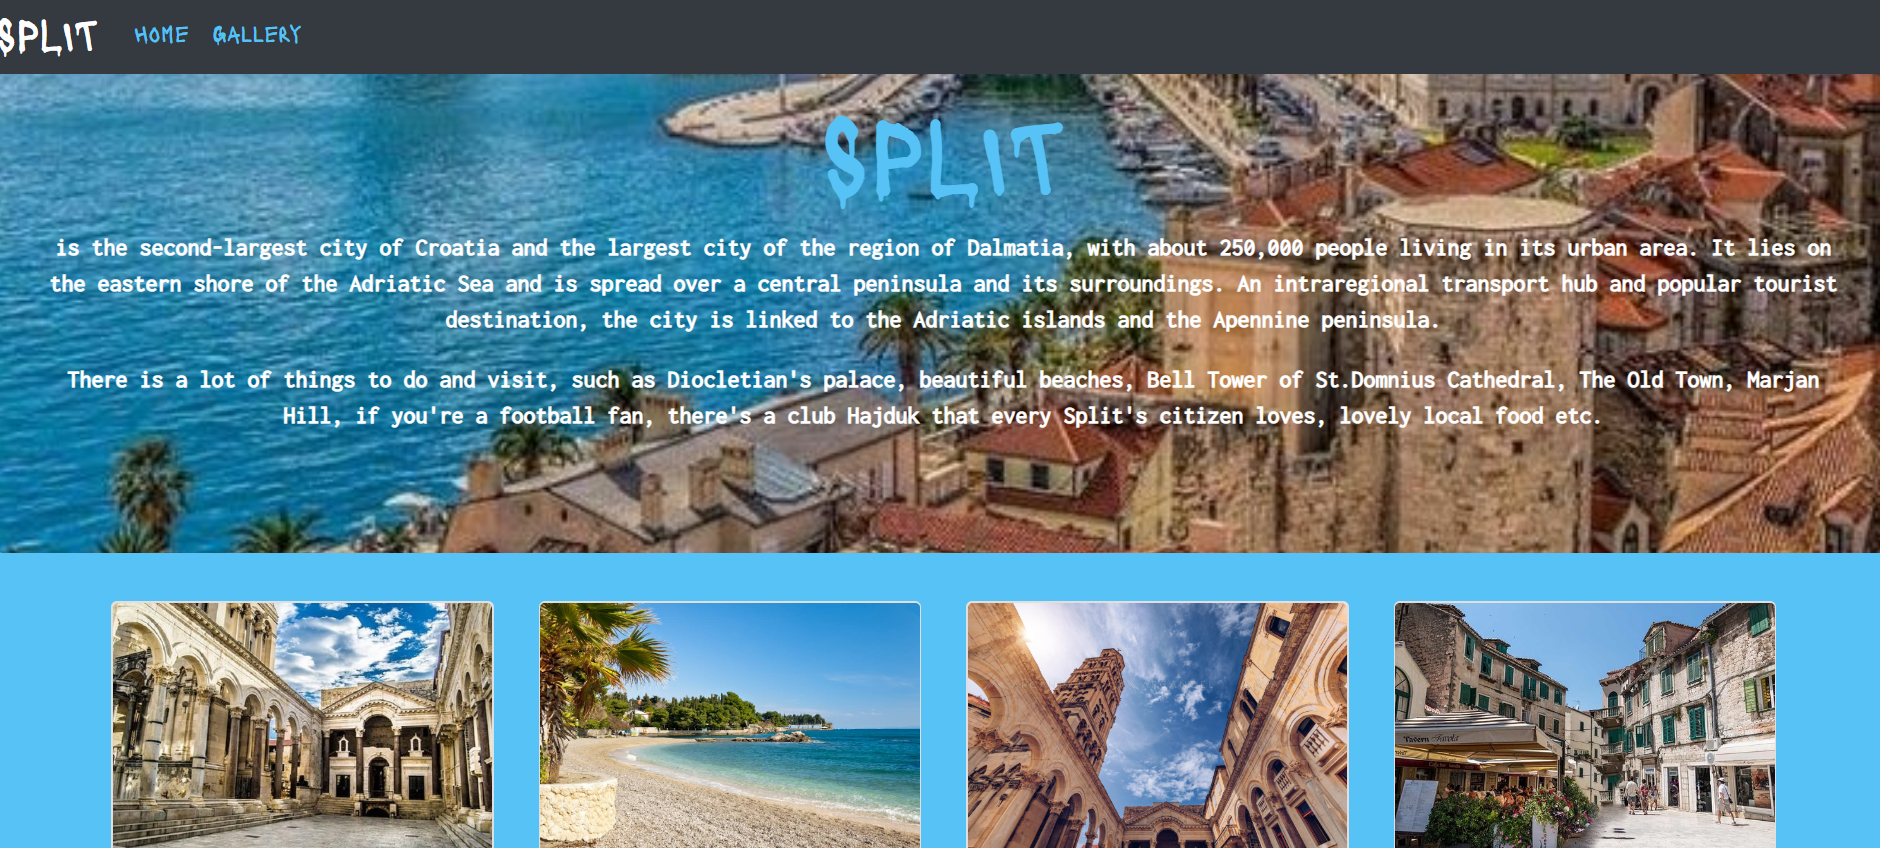 SPLIT HOME GALLERY
SPLIT
is the second-largest city of Croatia and the largest city of the region of Dalmatia, with about 250,000 people living in its urban area. It lies on
the eastern shore of the Adriatic Sea and is spread over a central peninsula and its surroundings. An intraregional transport hub and popular tourist
destination, the city is linked to the Adriatic islands and the Apennine peninsula.
There is a lot of things to do and visit, such as Diocletian's palace, beautiful beaches, Bell Tower of St.Domnius Cathedral, The Old Town, Marjan
Hill, if you're a football fan, there's a club Hajduk that every Split's citizen loves, lovely local food etc.